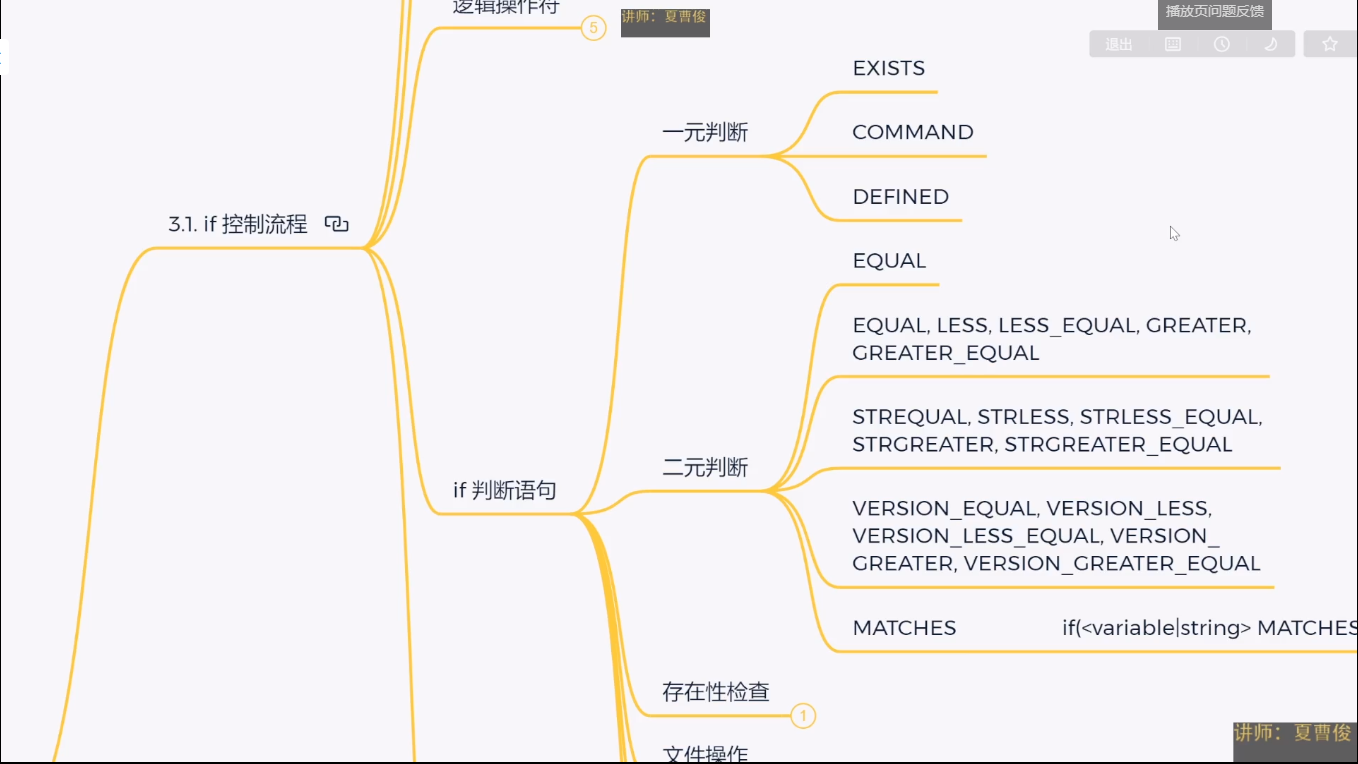 逻辑操作符
5
讲师：夏曹俊
播放页问题反馈
退出
EXISTS
一元判断
COMMAND
DEFINED
3.1. if 控制流程
EQUAL
EQUAL, LESS, LESS_EQUAL, GREATER,
GREATER_EQUAL
STREQUAL, STRLESS, STRLESS_EQUAL,
STRGREATER, STRGREATER_EQUAL
二元判断
if 判断语句
VERSION_EQUAL, VERSION_LESS,
VERSION_LESS_EQUAL, VERSION_
GREATER, VERSION_GREATER_EQUAL
MATCHES
if(<variable|string> MATCHES
存在性检查
1
文件操作
讲师：夏曹俊